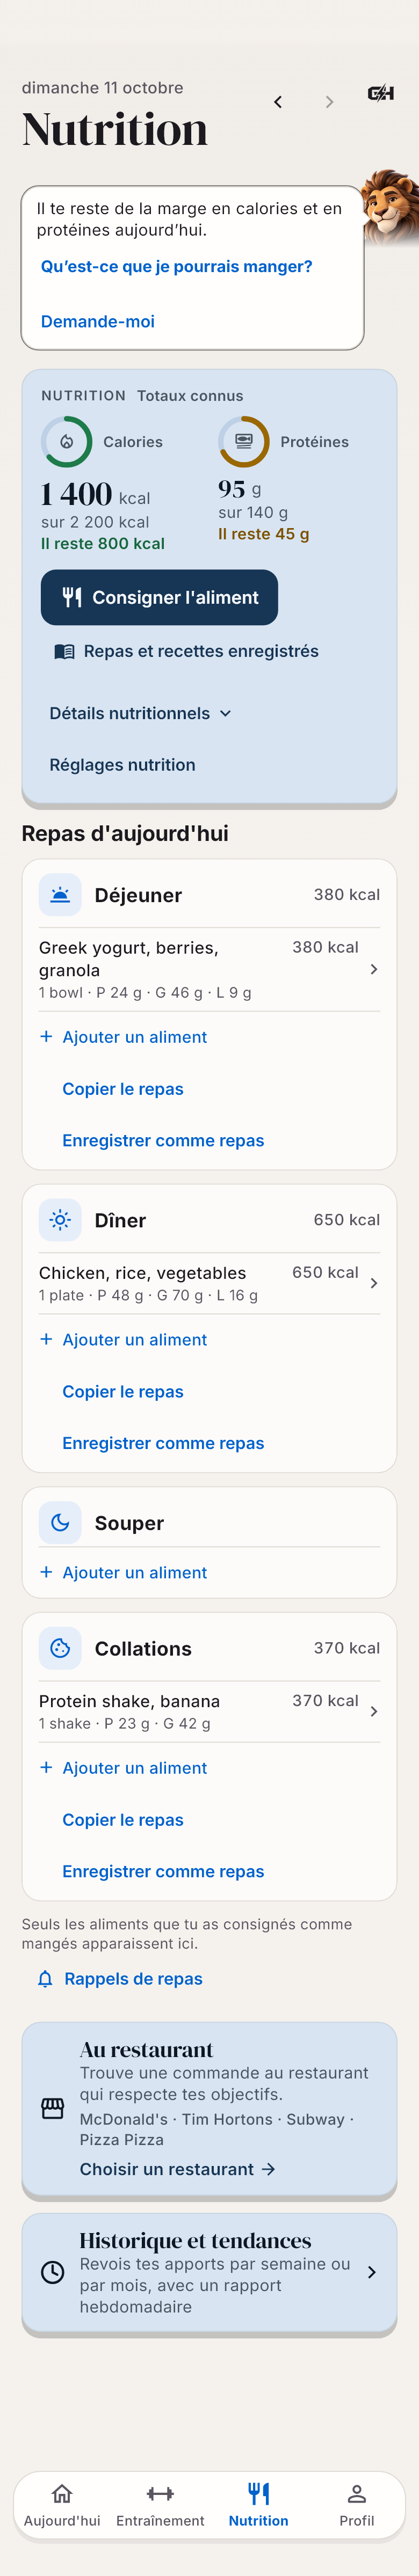 dimanche 11 octobre
Nutrition
GH
Il te reste de la marge en calories et en
protéines aujourd'hui.
Qu'est-ce que je pourrais manger?
Demande-moi
NUTRITION Totaux connus
Calories
Protéines
1 400 kcal
95 g
sur 2 200 kcal
sur 140 g
Il reste 800 kcal
Il reste 45 g
Consigner l'aliment
Repas et recettes enregistrés
Détails nutritionnels
Réglages nutrition
Repas d'aujourd'hui
Déjeuner 380 kcal
Greek yogurt, berries, 380 kcal
granola
1 bowl · P 24 g · G 46 g · L 9 g
+ Ajouter un aliment
Copier le repas
Enregistrer comme repas
Dîner 650 kcal
Chicken, rice, vegetables 650 kcal
1 plate · P 48 g · G 70 g · L 16 g
+ Ajouter un aliment
Copier le repas
Enregistrer comme repas
Souper
+ Ajouter un aliment
Collations 370 kcal
Protein shake, banana 370 kcal
1 shake · P 23 g · G 42 g
+ Ajouter un aliment
Copier le repas
Enregistrer comme repas
Seuls les aliments que tu as consignés comme
mangés apparaissent ici.
Rappels de repas
Au restaurant
Trouve une commande au restaurant
qui respecte tes objectifs.
McDonald's · Tim Hortons · Subway ·
Pizza Pizza
Choisir un restaurant →
Historique et tendances
Revois tes apports par semaine ou
par mois, avec un rapport
hebdomadaire
Aujourd'hui Entraînement Nutrition Profil